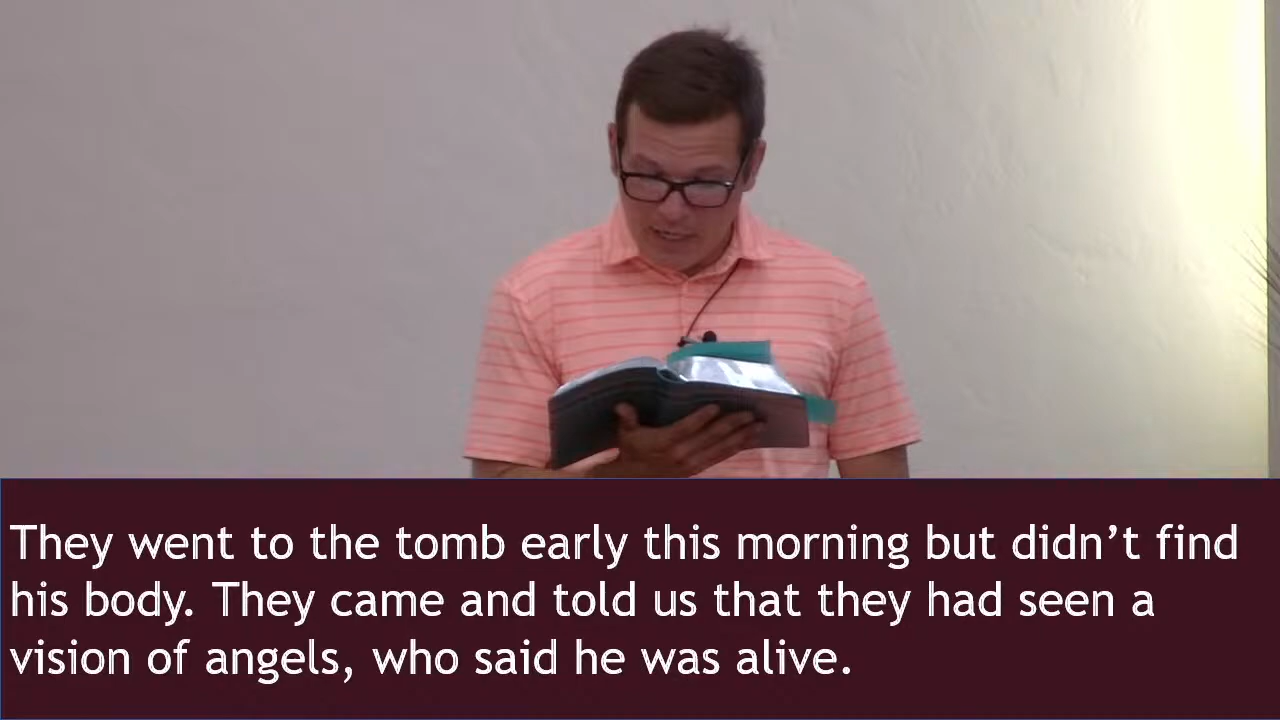 They went to the tomb early this morning but didn’t find
his body. They came and told us that they had seen a
vision of angels, who said he was alive.